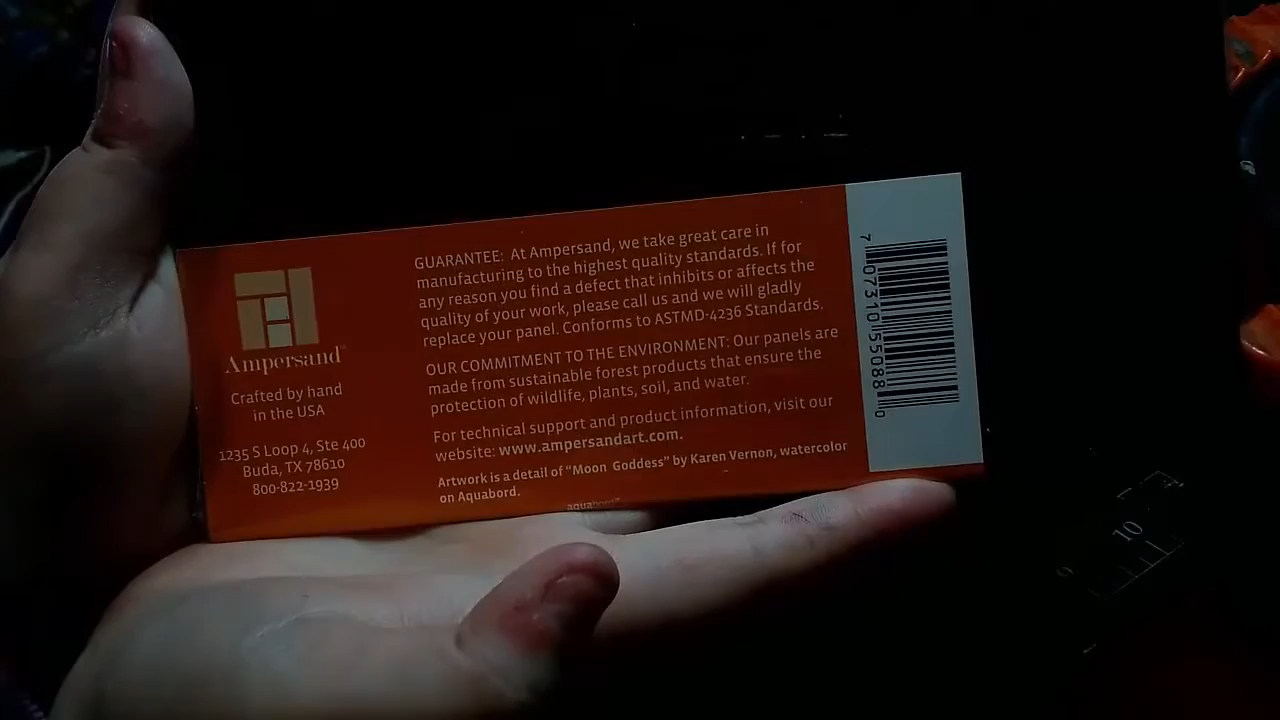 Ampersand™
Crafted by hand
in the USA
1235 S Loop 4, Ste 400
Buda, TX 78610
800-822-1939
GUARANTEE: At Ampersand, we take great care in
manufacturing to the highest quality standards. If for
any reason you find a defect that inhibits or affects the
quality of your work, please call us and we will gladly
replace your panel. Conforms to ASTMD-4236 Standards.
OUR COMMITMENT TO THE ENVIRONMENT: Our panels are
made from sustainable forest products that ensure the
protection of wildlife, plants, soil, and water.
For technical support and product information, visit our
website: www.ampersandart.com.
Artwork is a detail of "Moon Goddess" by Karen Vernon, watercolor
on Aquabord.
aquabord™
7 07310 55088 0
9 10